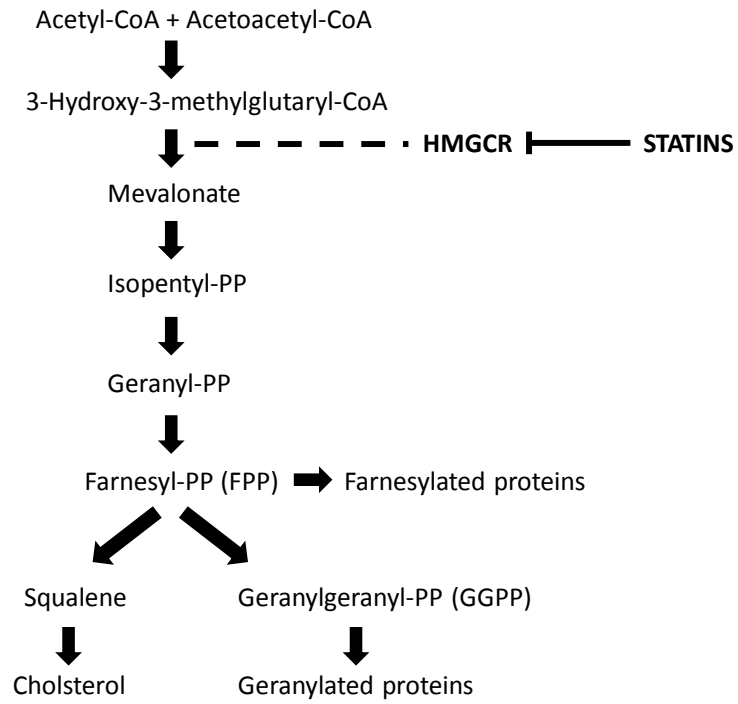 Acetyl-CoA + Acetoacetyl-CoA
3-Hydroxy-3-methylglutaryl-CoA
HMGCR
STATINS
Mevalonate
Isopentyl-PP
Geranyl-PP
Farnesyl-PP (FPP)
Farnesylated proteins
Squalene
Geranylgeranyl-PP (GGPP)
Cholsterol
Geranylated proteins